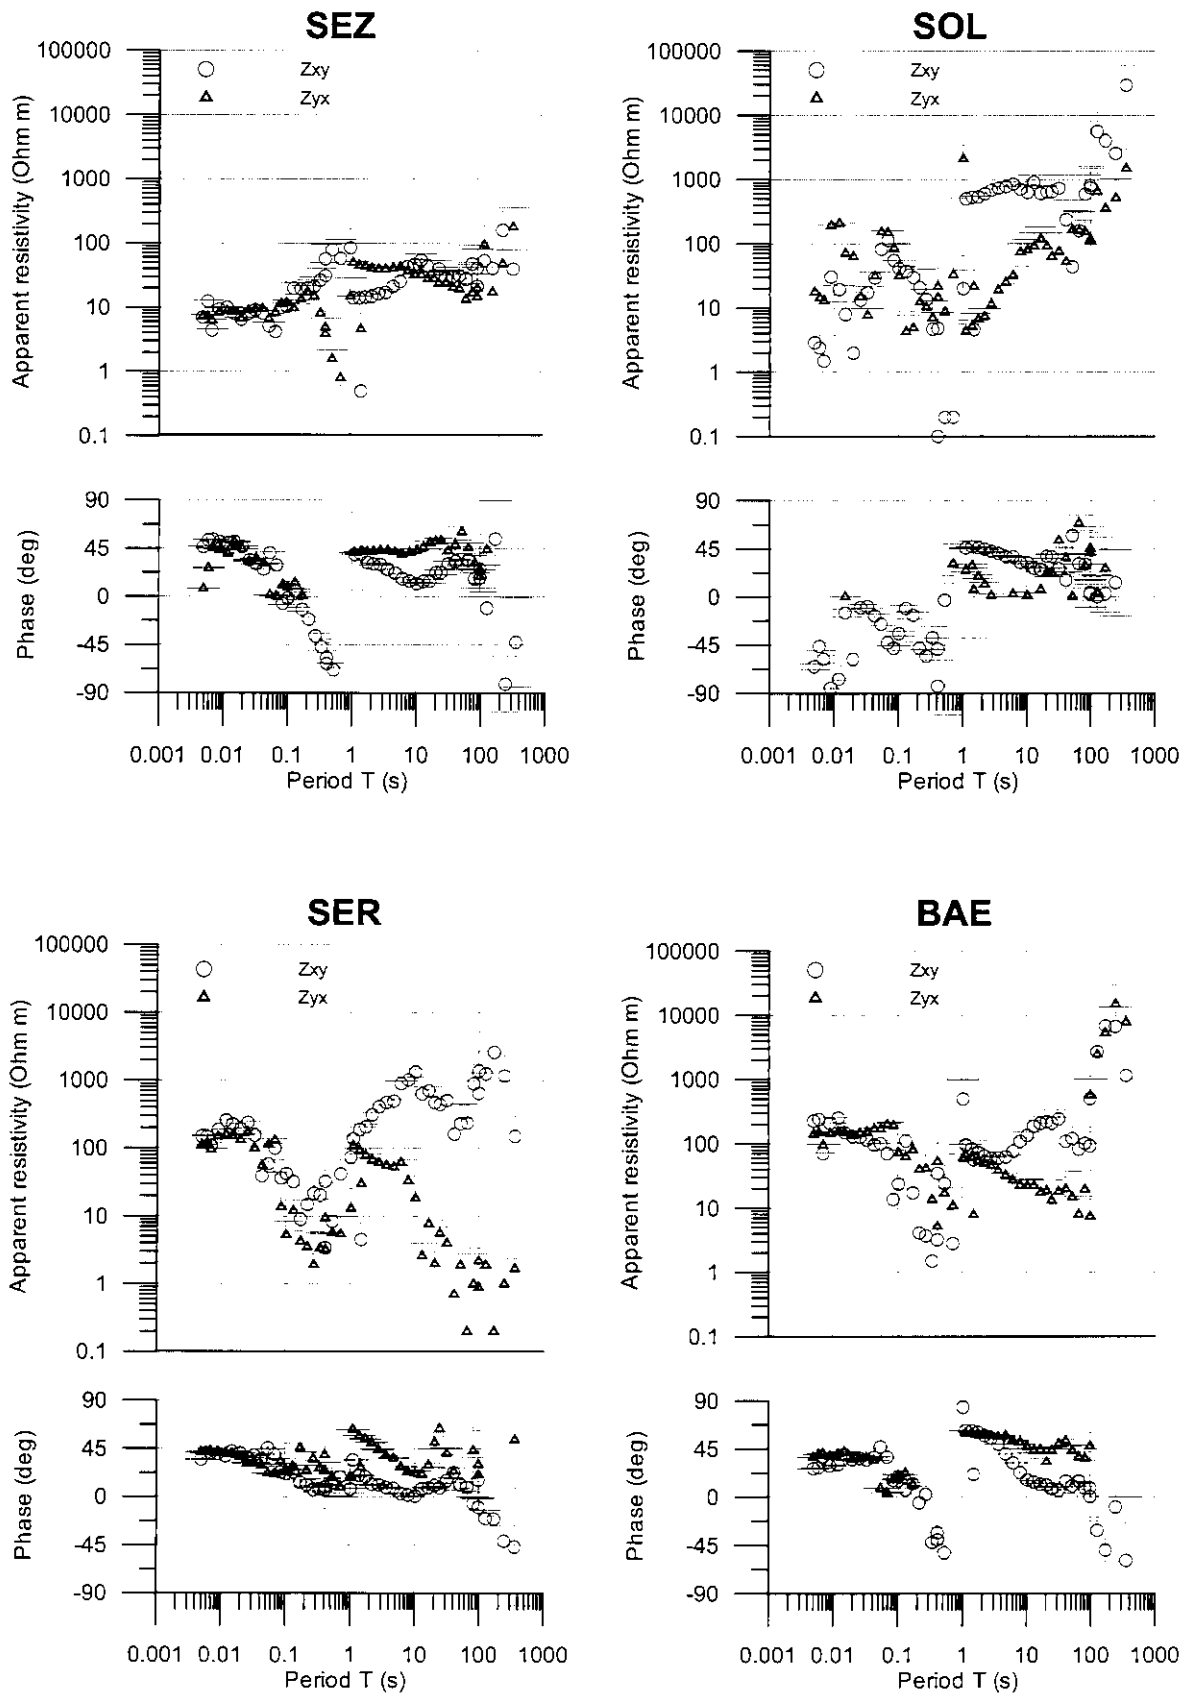 SEZ
100000
10000
1000
100
10
1
0.1
Apparent resistivity (Ohm m)
Zxy
Zyx
90
45
0
-45
-90
Phase (deg)
0.001 0.01 0.1 1 10 100 1000
Period T (s)
SOL
100000
10000
1000
100
10
1
0.1
Apparent resistivity (Ohm m)
Zxy
Zyx
90
45
0
-45
-90
Phase (deg)
0.001 0.01 0.1 1 10 100 1000
Period T (s)
SER
100000
10000
1000
100
10
1
0.1
Apparent resistivity (Ohm m)
Zxy
Zyx
90
45
0
-45
-90
Phase (deg)
0.001 0.01 0.1 1 10 100 1000
Period T (s)
BAE
100000
10000
1000
100
10
1
0.1
Apparent resistivity (Ohm m)
Zxy
Zyx
90
45
0
-45
-90
Phase (deg)
0.001 0.01 0.1 1 10 100 1000
Period T (s)